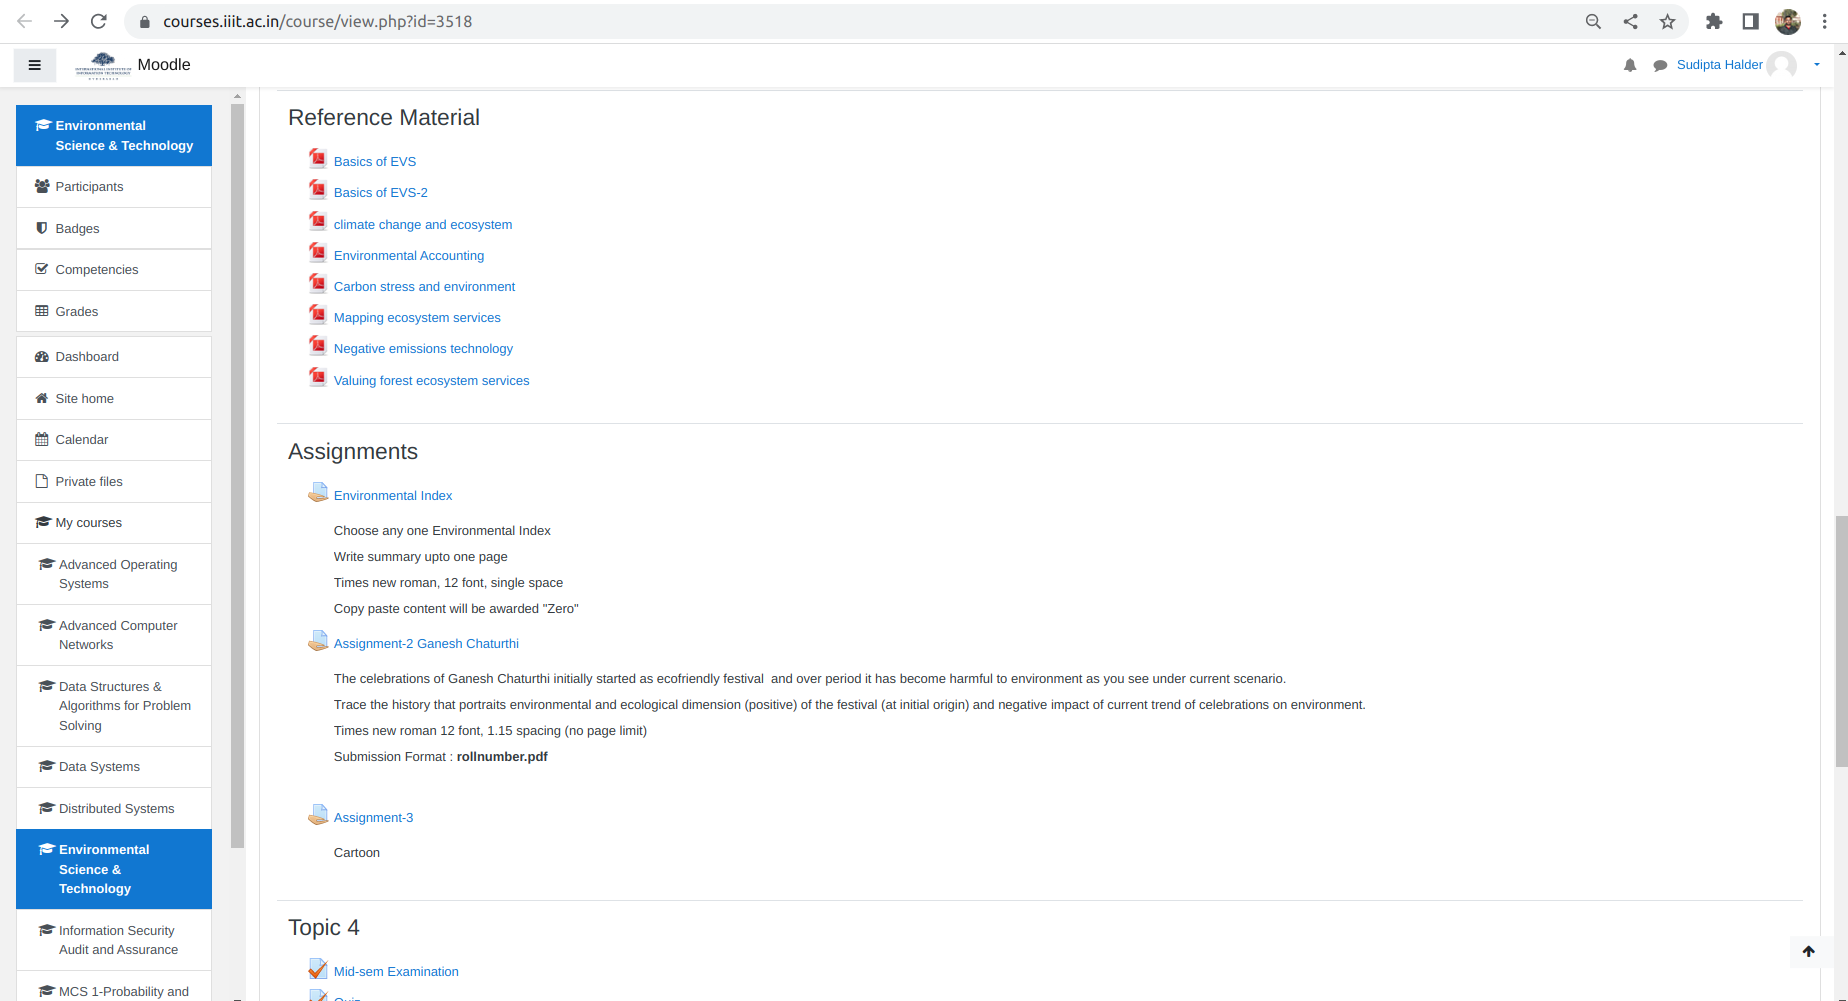 courses.iiit.ac.in/course/view.php?id=3518
INTERNATIONAL INSTITUTE OF
INFORMATION TECHNOLOGY
HYDERABAD
Moodle
Sudipta Halder
Environmental
Science & Technology
Participants
Badges
Competencies
Grades
Dashboard
Site home
Calendar
Private files
My courses
Advanced Operating
Systems
Advanced Computer
Networks
Data Structures &
Algorithms for Problem
Solving
Data Systems
Distributed Systems
Environmental
Science &
Technology
Information Security
Audit and Assurance
MCS 1-Probability and
Reference Material
Basics of EVS
Basics of EVS-2
climate change and ecosystem
Environmental Accounting
Carbon stress and environment
Mapping ecosystem services
Negative emissions technology
Valuing forest ecosystem services
Assignments
Environmental Index
Choose any one Environmental Index
Write summary upto one page
Times new roman, 12 font, single space
Copy paste content will be awarded "Zero"
Assignment-2 Ganesh Chaturthi
The celebrations of Ganesh Chaturthi initially started as ecofriendly festival  and over period it has become harmful to environment as you see under current scenario.
Trace the history that portraits environmental and ecological dimension (positive) of the festival (at initial origin) and negative impact of current trend of celebrations on environment.
Times new roman 12 font, 1.15 spacing (no page limit)
Submission Format : rollnumber.pdf
Assignment-3
Cartoon
Topic 4
Mid-sem Examination
Quiz